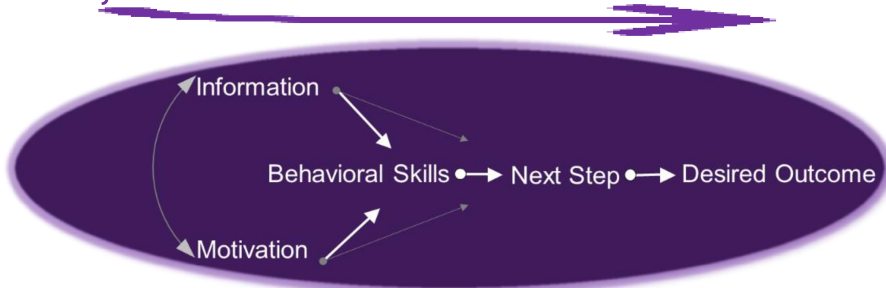 Information
Behavioral Skills
Next Step
Desired Outcome
Motivation